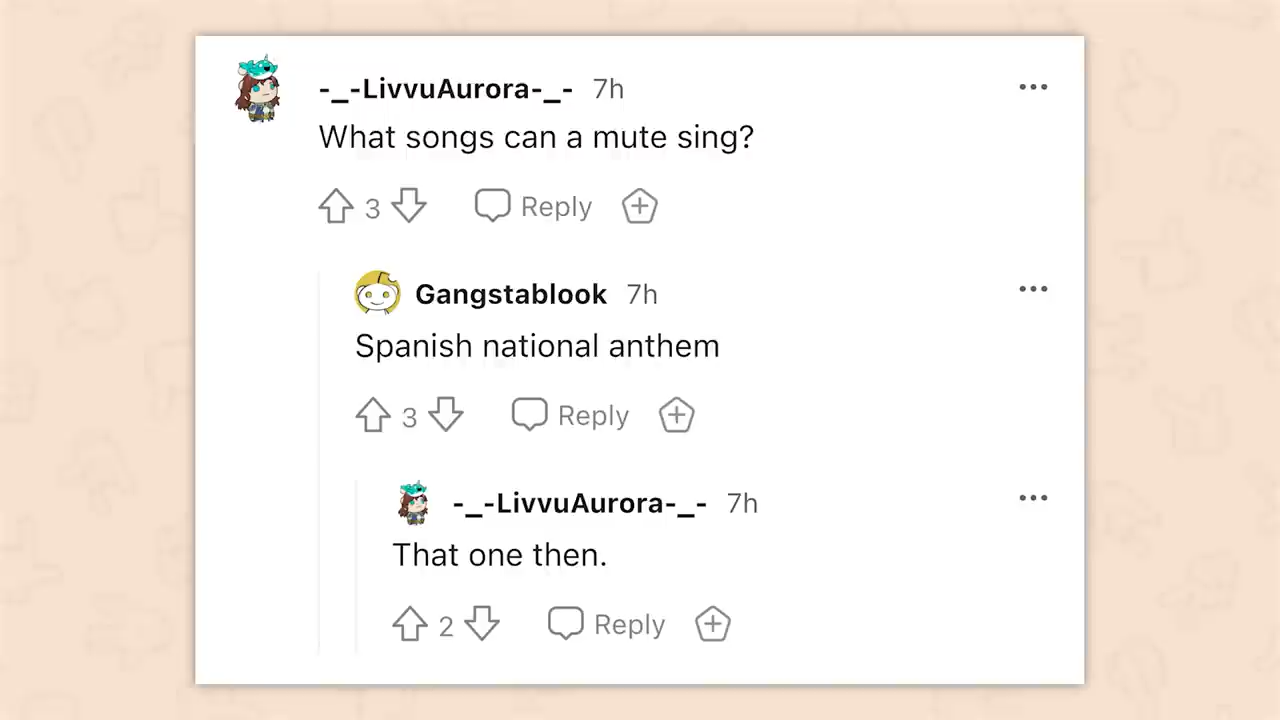 -_-LivvuAurora-_- 7h
What songs can a mute sing?
3 Reply
Gangstablook 7h
Spanish national anthem
3 Reply
-_-LivvuAurora-_- 7h
That one then.
2 Reply